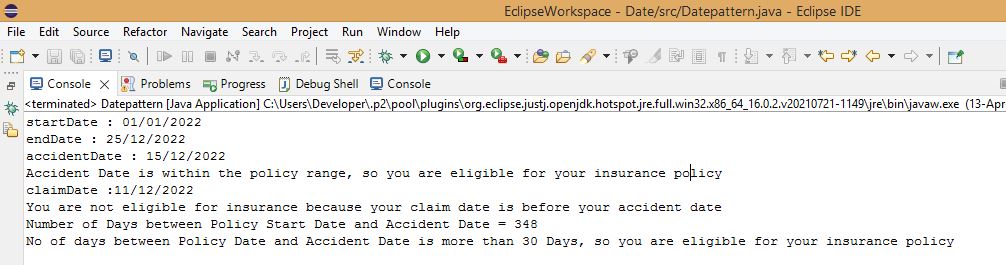 EclipseWorkspace - Date/src/Datepattern.java - Eclipse IDE
File Edit Source Refactor Navigate Search Project Run Window Help
Console Problems Progress Debug Shell Console
<terminated> Datepattern [Java Application] C:\Users\Developer\.p2\pool\plugins\org.eclipse.justj.openjdk.hotspot.jre.full.win32.x86_64_16.0.2.v20210721-1149\jre\bin\javaw.exe (13-Apr
startDate : 01/01/2022
endDate : 25/12/2022
accidentDate : 15/12/2022
Accident Date is within the policy range, so you are eligible for your insurance policy
claimDate :11/12/2022
You are not eligible for insurance because your claim date is before your accident date
Number of Days between Policy Start Date and Accident Date = 348
No of days between Policy Date and Accident Date is more than 30 Days, so you are eligible for your insurance policy